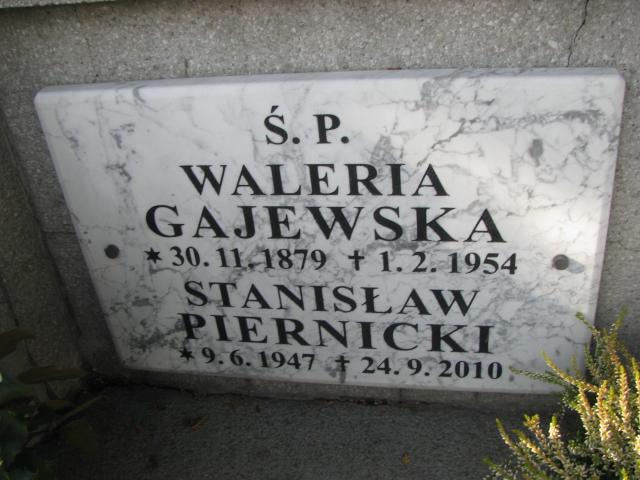 Ś. P.
WALERIA
GAJEWSKA
* 30. 11. 1879 † 1. 2. 1954
STANISŁAW
PIERNICKI
* 9. 6. 1947 † 24. 9. 2010